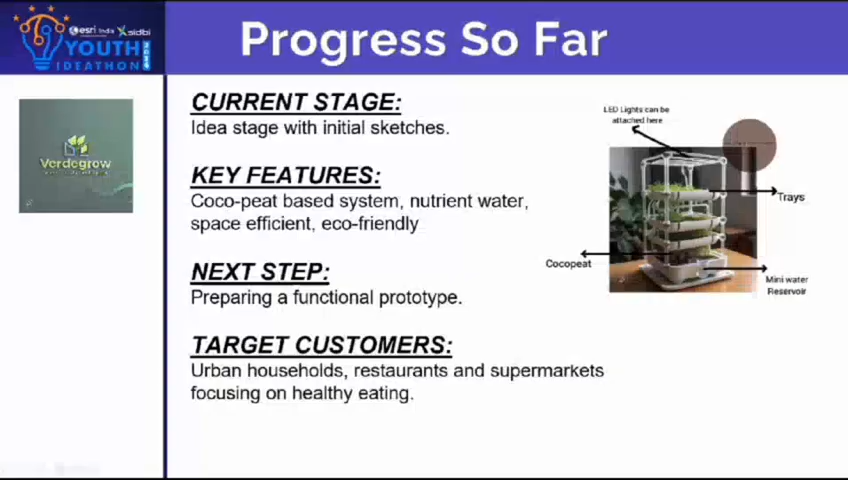 esri India
sidbi
YOUTH
IDEATHON
Progress So Far
Verdegrow
CURRENT STAGE:
Idea stage with initial sketches.
KEY FEATURES:
Coco-peat based system, nutrient water,
space efficient, eco-friendly
NEXT STEP:
Preparing a functional prototype.
TARGET CUSTOMERS:
Urban households, restaurants and supermarkets
focusing on healthy eating.
LED Lights can be
attached here
Trays
Cocopeat
Mini water
Reservoir